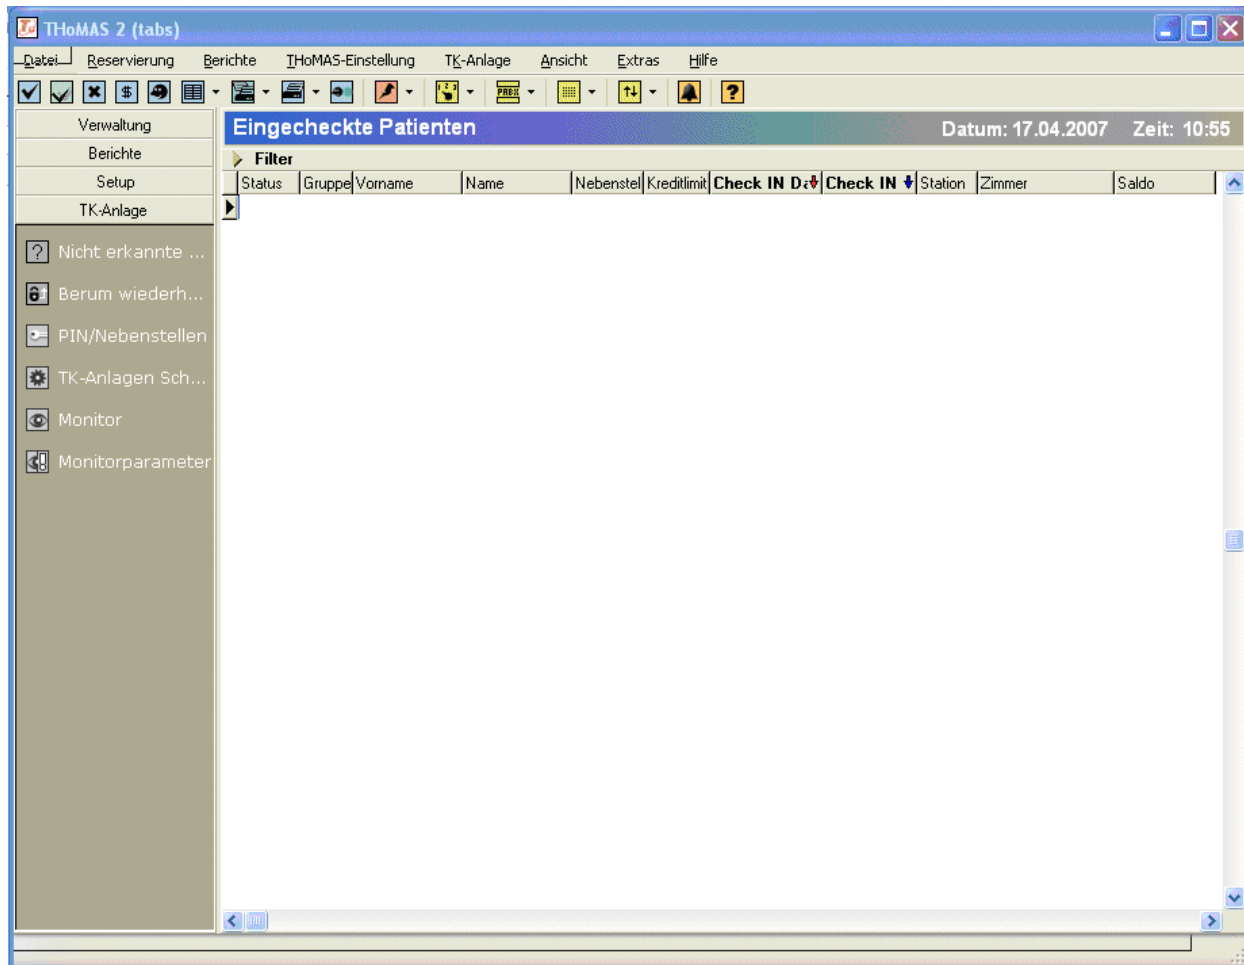 THoMAS 2 (tabs)
Datei Reservierung Berichte THoMAS-Einstellung TK-Anlage Ansicht Extras Hilfe
Verwaltung
Berichte
Setup
TK-Anlage
Nicht erkannte ...
Berum wiederh...
PIN/Nebenstellen
TK-Anlagen Sch...
Monitor
Monitorparameter
Eingecheckte Patienten Datum: 17.04.2007 Zeit: 10:55
Filter
Status Gruppe Vorname Name Nebenstel Kreditlimit Check IN Da Check IN Station Zimmer Saldo